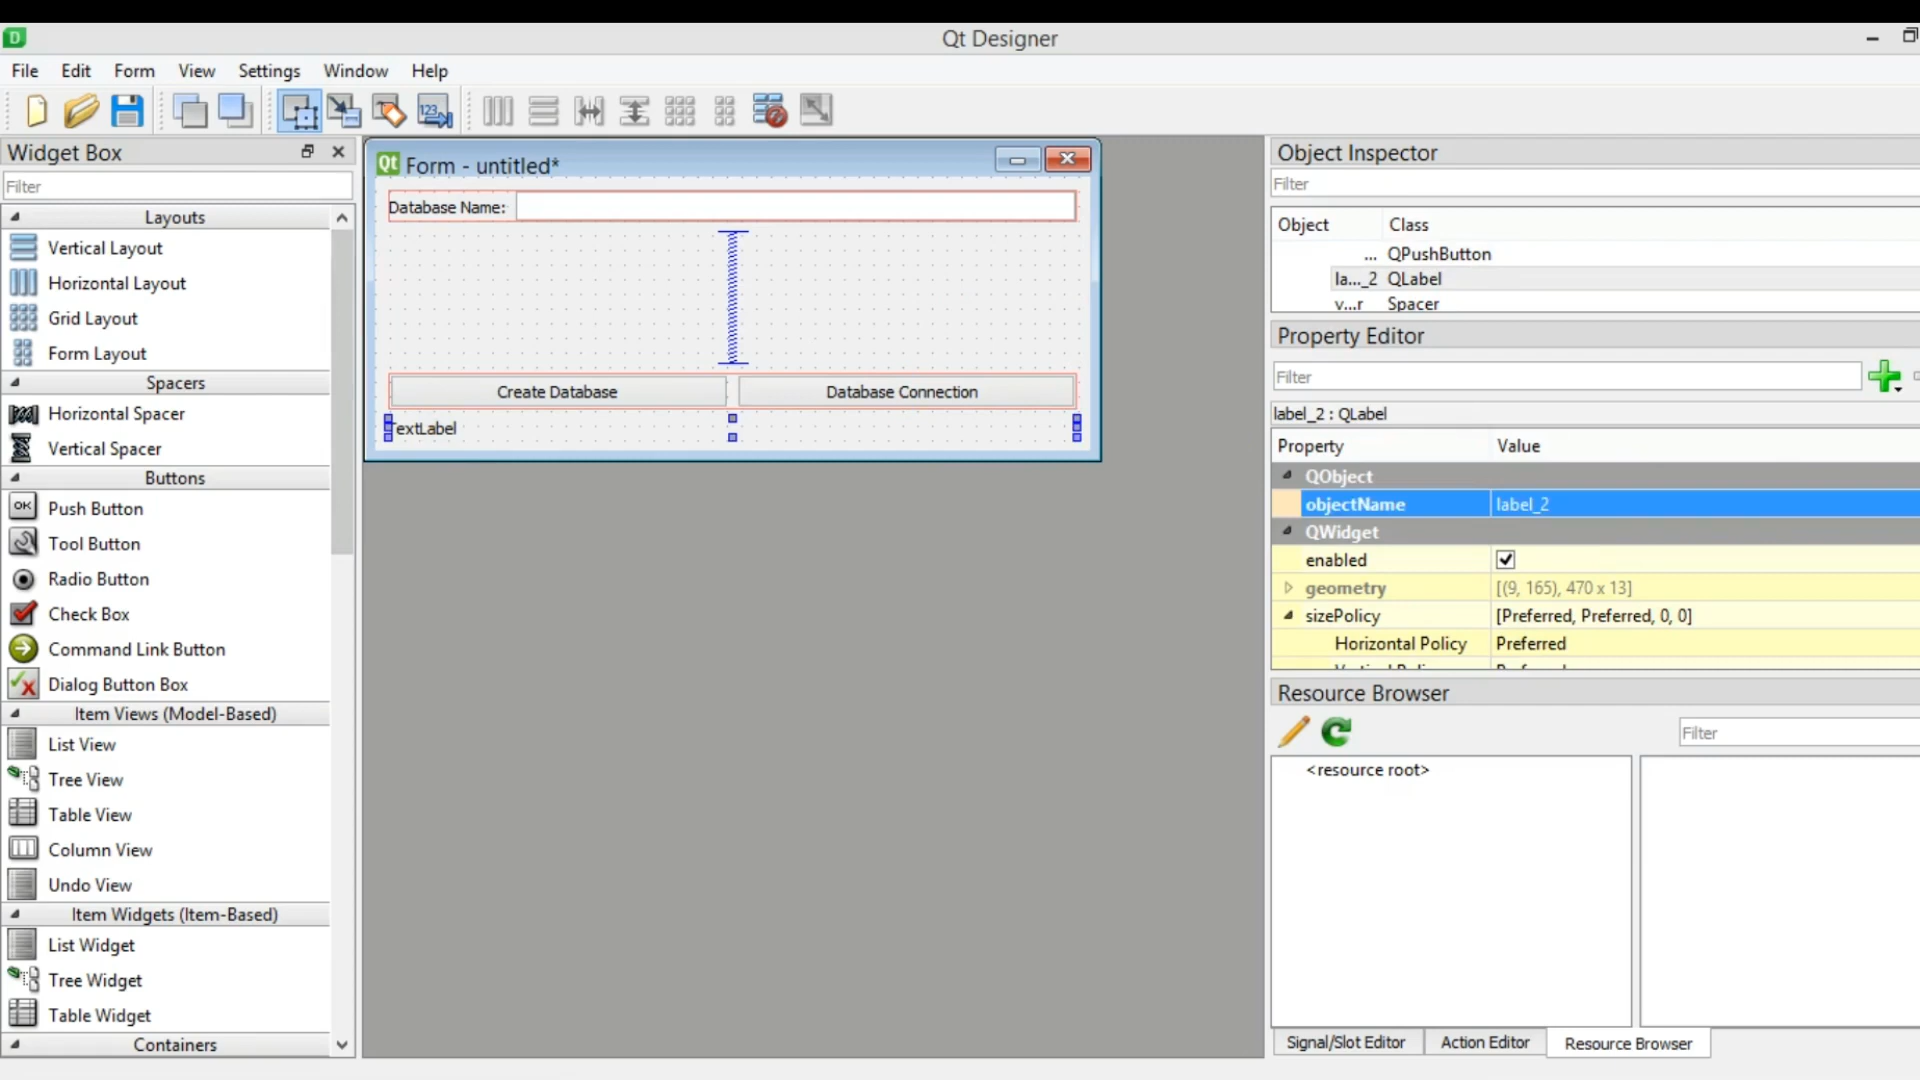 Qt Designer
File Edit Form View Settings Window Help
Widget Box
Filter
Layouts
Vertical Layout
Horizontal Layout
Grid Layout
Form Layout
Spacers
Horizontal Spacer
Vertical Spacer
Buttons
OK Push Button
Tool Button
Radio Button
Check Box
Command Link Button
Dialog Button Box
Item Views (Model-Based)
List View
Tree View
Table View
Column View
Undo View
Item Widgets (Item-Based)
List Widget
Tree Widget
Table Widget
Containers
Qt Form - untitled*
Database Name:
Create Database Database Connection
TextLabel
Object Inspector
Filter
Object Class
... QPushButton
la..._2 QLabel
v...r Spacer
Property Editor
Filter
label_2 : QLabel
Property Value
QObject
objectName label_2
QWidget
enabled
geometry [(9, 165), 470 x 13]
sizePolicy [Preferred, Preferred, 0, 0]
Horizontal Policy Preferred
Resource Browser
Filter
<resource root>
Signal/Slot Editor Action Editor Resource Browser